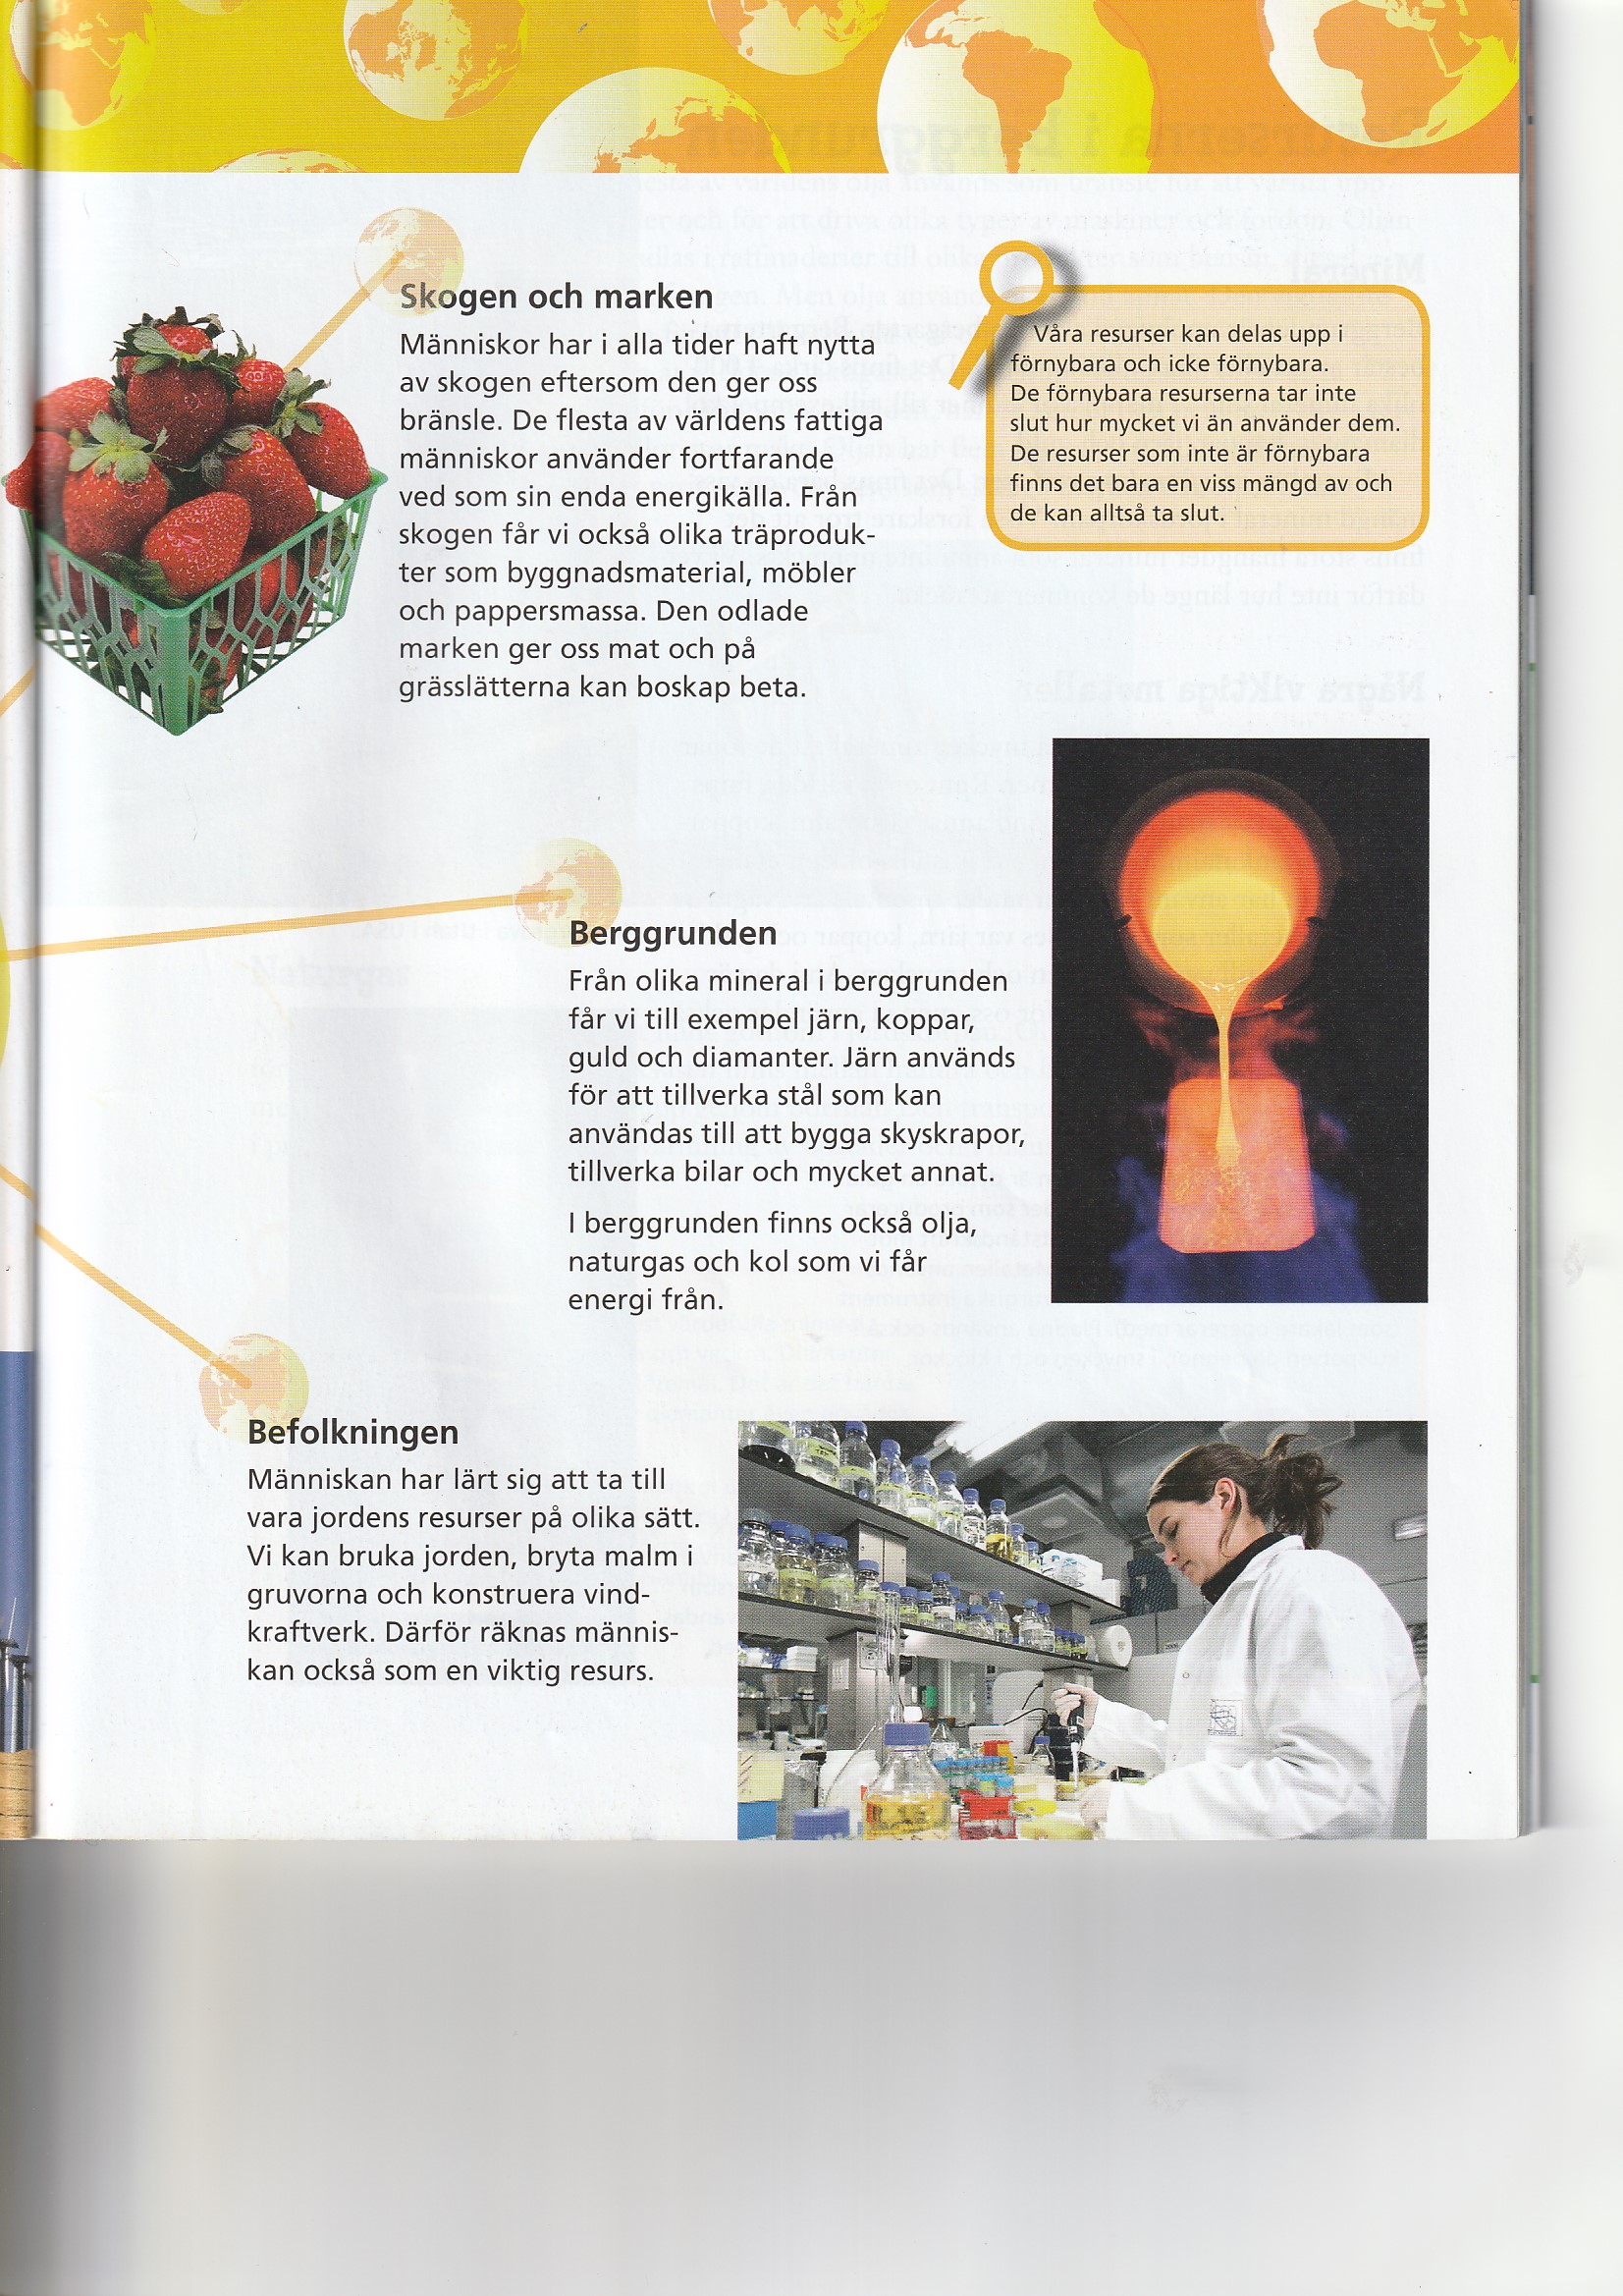 Skogen och marken
Människor har i alla tider haft nytta
av skogen eftersom den ger oss
bränsle. De flesta av världens fattiga
människor använder fortfarande
ved som sin enda energikälla. Från
skogen får vi också olika träproduk-
ter som byggnadsmaterial, möbler
och pappersmassa. Den odlade
marken ger oss mat och på
grässlätterna kan boskap beta.
Våra resurser kan delas upp i
förnybara och icke förnybara.
De förnybara resurserna tar inte
slut hur mycket vi än använder dem.
De resurser som inte är förnybara
finns det bara en viss mängd av och
de kan alltså ta slut.
Berggrunden
Från olika mineral i berggrunden
får vi till exempel järn, koppar,
guld och diamanter. Järn används
för att tillverka stål som kan
användas till att bygga skyskrapor,
tillverka bilar och mycket annat.
I berggrunden finns också olja,
naturgas och kol som vi får
energi från.
Befolkningen
Människan har lärt sig att ta till
vara jordens resurser på olika sätt.
Vi kan bruka jorden, bryta malm i
gruvorna och konstruera vind-
kraftverk. Därför räknas männis-
kan också som en viktig resurs.